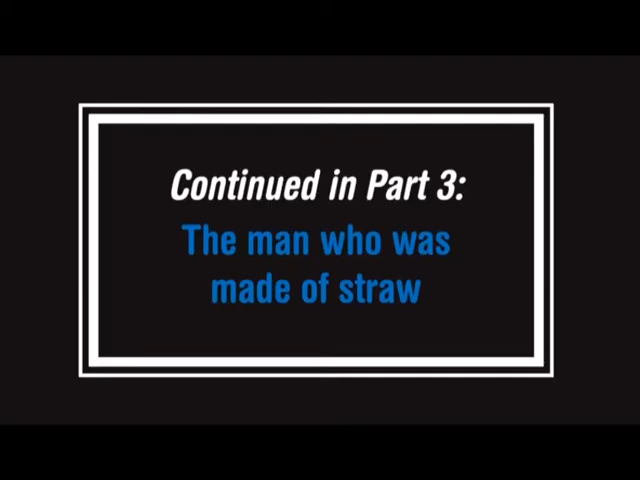 Continued in Part 3:
The man who was
made of straw